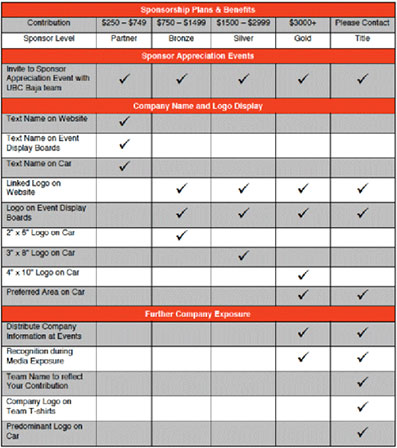 Sponsorship Plans & Benefits
Contribution $250 – $749 $750 – $1499 $1500 – $2999 $3000+ Please Contact
Sponsor Level Partner Bronze Silver Gold Title
Sponsor Appreciation Events
Invite to Sponsor
Appreciation Event with
UBC Baja team ✓ ✓ ✓ ✓ ✓
Company Name and Logo Display
Text Name on Website ✓
Text Name on Event
Display Boards ✓
Text Name on Car ✓
Linked Logo on
Website ✓ ✓ ✓ ✓
Logo on Event Display
Boards ✓ ✓ ✓ ✓
2" x 6" Logo on Car ✓
3" x 8" Logo on Car ✓
4" x 10" Logo on Car ✓
Preferred Area on Car ✓ ✓
Further Company Exposure
Distribute Company
Information at Events ✓ ✓
Recognition during
Media Exposure ✓ ✓
Team Name to reflect
Your Contribution ✓
Company Logo on
Team T-shirts ✓
Predominant Logo on
Car ✓